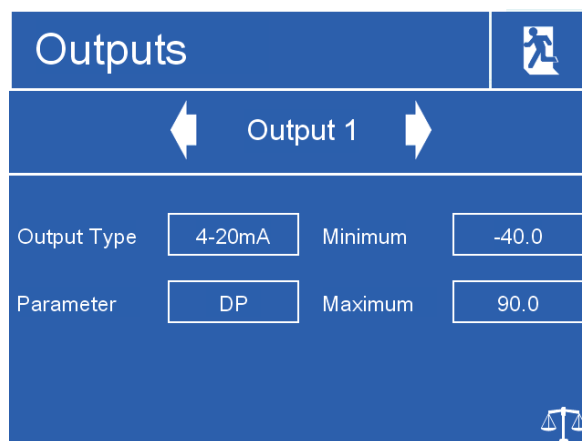 Outputs
Output 1
Output Type 4-20mA Minimum -40.0
Parameter DP Maximum 90.0